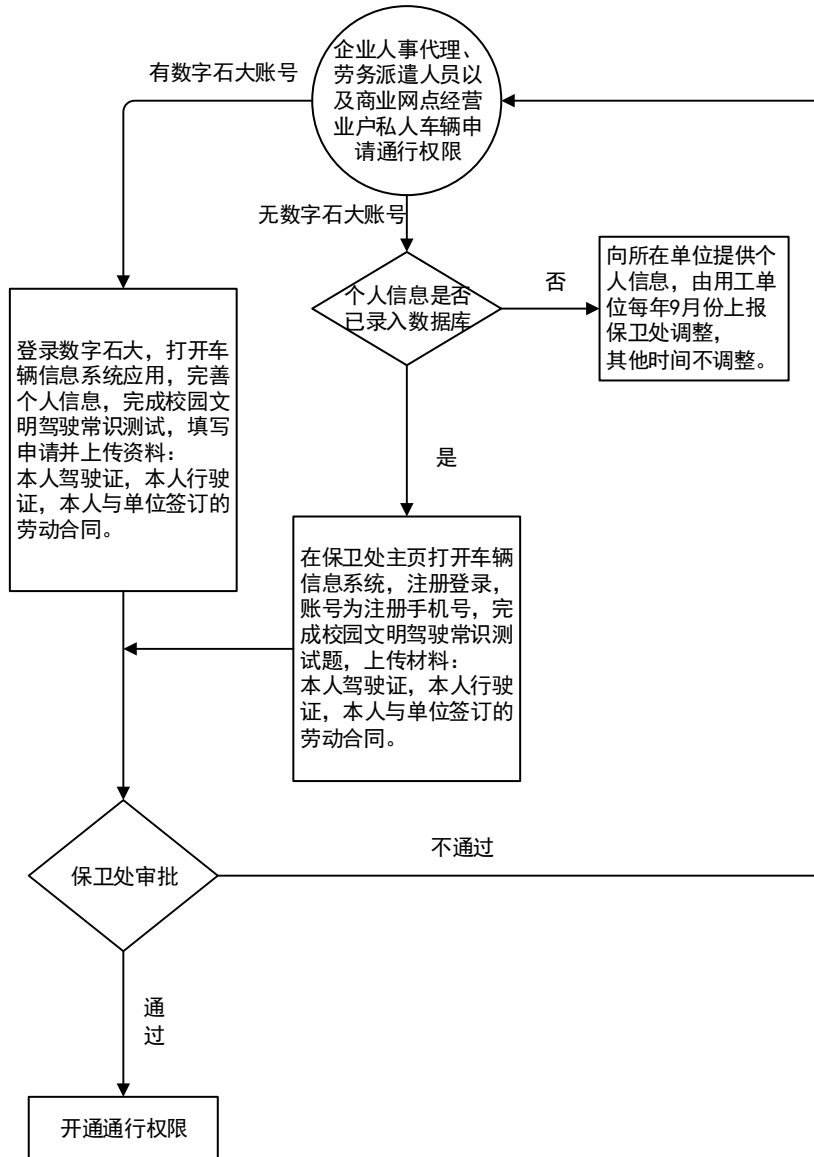 企业人事代理、
劳务派遣人员以
及商业网点经营
业户私人车辆申
请通行权限
有数字石大账号
无数字石大账号
个人信息是否
已录入数据库
否
向所在单位提供个
人信息，由用工单
位每年9月份上报
保卫处调整，
其他时间不调整。
登录数字石大，打开车
辆信息系统应用，完善
个人信息，完成校园文
明驾驶常识测试，填写
申请并上传资料：
本人驾驶证，本人行驶
证，本人与单位签订的
劳动合同。
是
在保卫处主页打开车辆
信息系统，注册登录，
账号为注册手机号，完
成校园文明驾驶常识测
试题，上传材料：
本人驾驶证，本人行驶
证，本人与单位签订的
劳动合同。
保卫处审批
不通过
通
过
开通通行权限